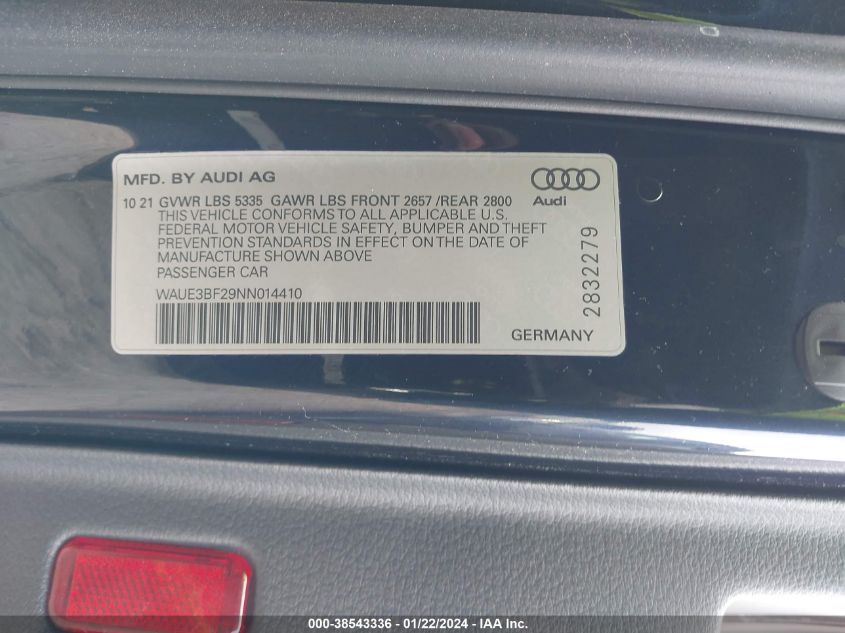 MFD. BY AUDI AG
Audi
10 21 GVWR LBS 5335 GAWR LBS FRONT 2657 /REAR 2800
THIS VEHICLE CONFORMS TO ALL APPLICABLE U.S.
FEDERAL MOTOR VEHICLE SAFETY, BUMPER AND THEFT
PREVENTION STANDARDS IN EFFECT ON THE DATE OF
MANUFACTURE SHOWN ABOVE
PASSENGER CAR
WAUE3BF29NN014410
2832279
GERMANY
000-38543336 - 01/22/2024 - IAA Inc.